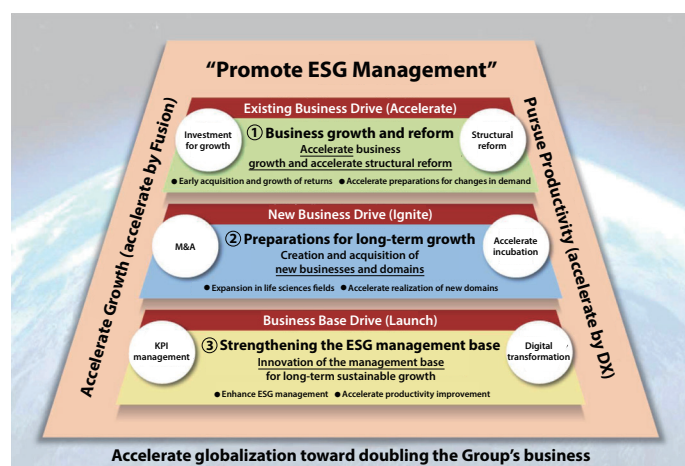 “Promote ESG Management”
Accelerate Growth (accelerate by Fusion)
Pursue Productivity (accelerate by DX)
Existing Business Drive (Accelerate)
Investment
for growth
① Business growth and reform
Accelerate business
growth and accelerate structural reform
Structural
reform
● Early acquisition and growth of returns ● Accelerate preparations for changes in demand
New Business Drive (Ignite)
M&A
② Preparations for long-term growth
Creation and acquisition of
new businesses and domains
Accelerate
incubation
● Expansion in life sciences fields ● Accelerate realization of new domains
Business Base Drive (Launch)
KPI
management
③ Strengthening the ESG management base
Innovation of the management base
for long-term sustainable growth
Digital
transformation
● Enhance ESG management ● Accelerate productivity improvement
Accelerate globalization toward doubling the Group’s business